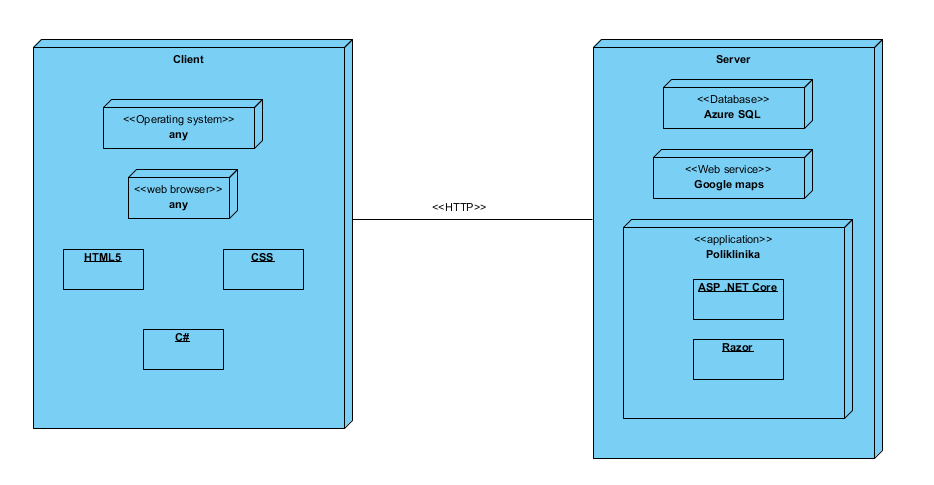 Client
<<Operating system>>
any
<<web browser>>
any
HTML5
CSS
C#
<<HTTP>>
Server
<<Database>>
Azure SQL
<<Web service>>
Google maps
<<application>>
Poliklinika
ASP .NET Core
Razor